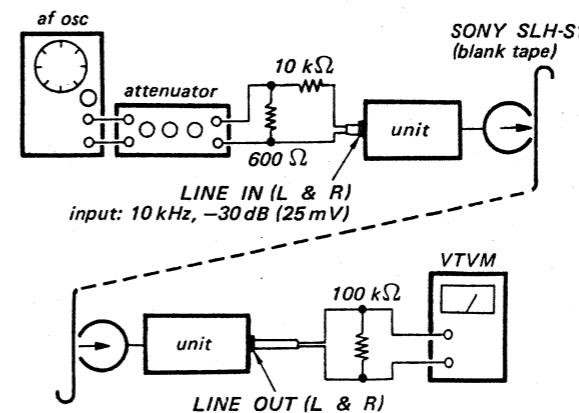 af osc
SONY SLH-S1
(blank tape)
attenuator
10 kΩ
unit
600 Ω
LINE IN (L & R)
input: 10 kHz, −30 dB (25 mV)
VTVM
100 kΩ
unit
LINE OUT (L & R)